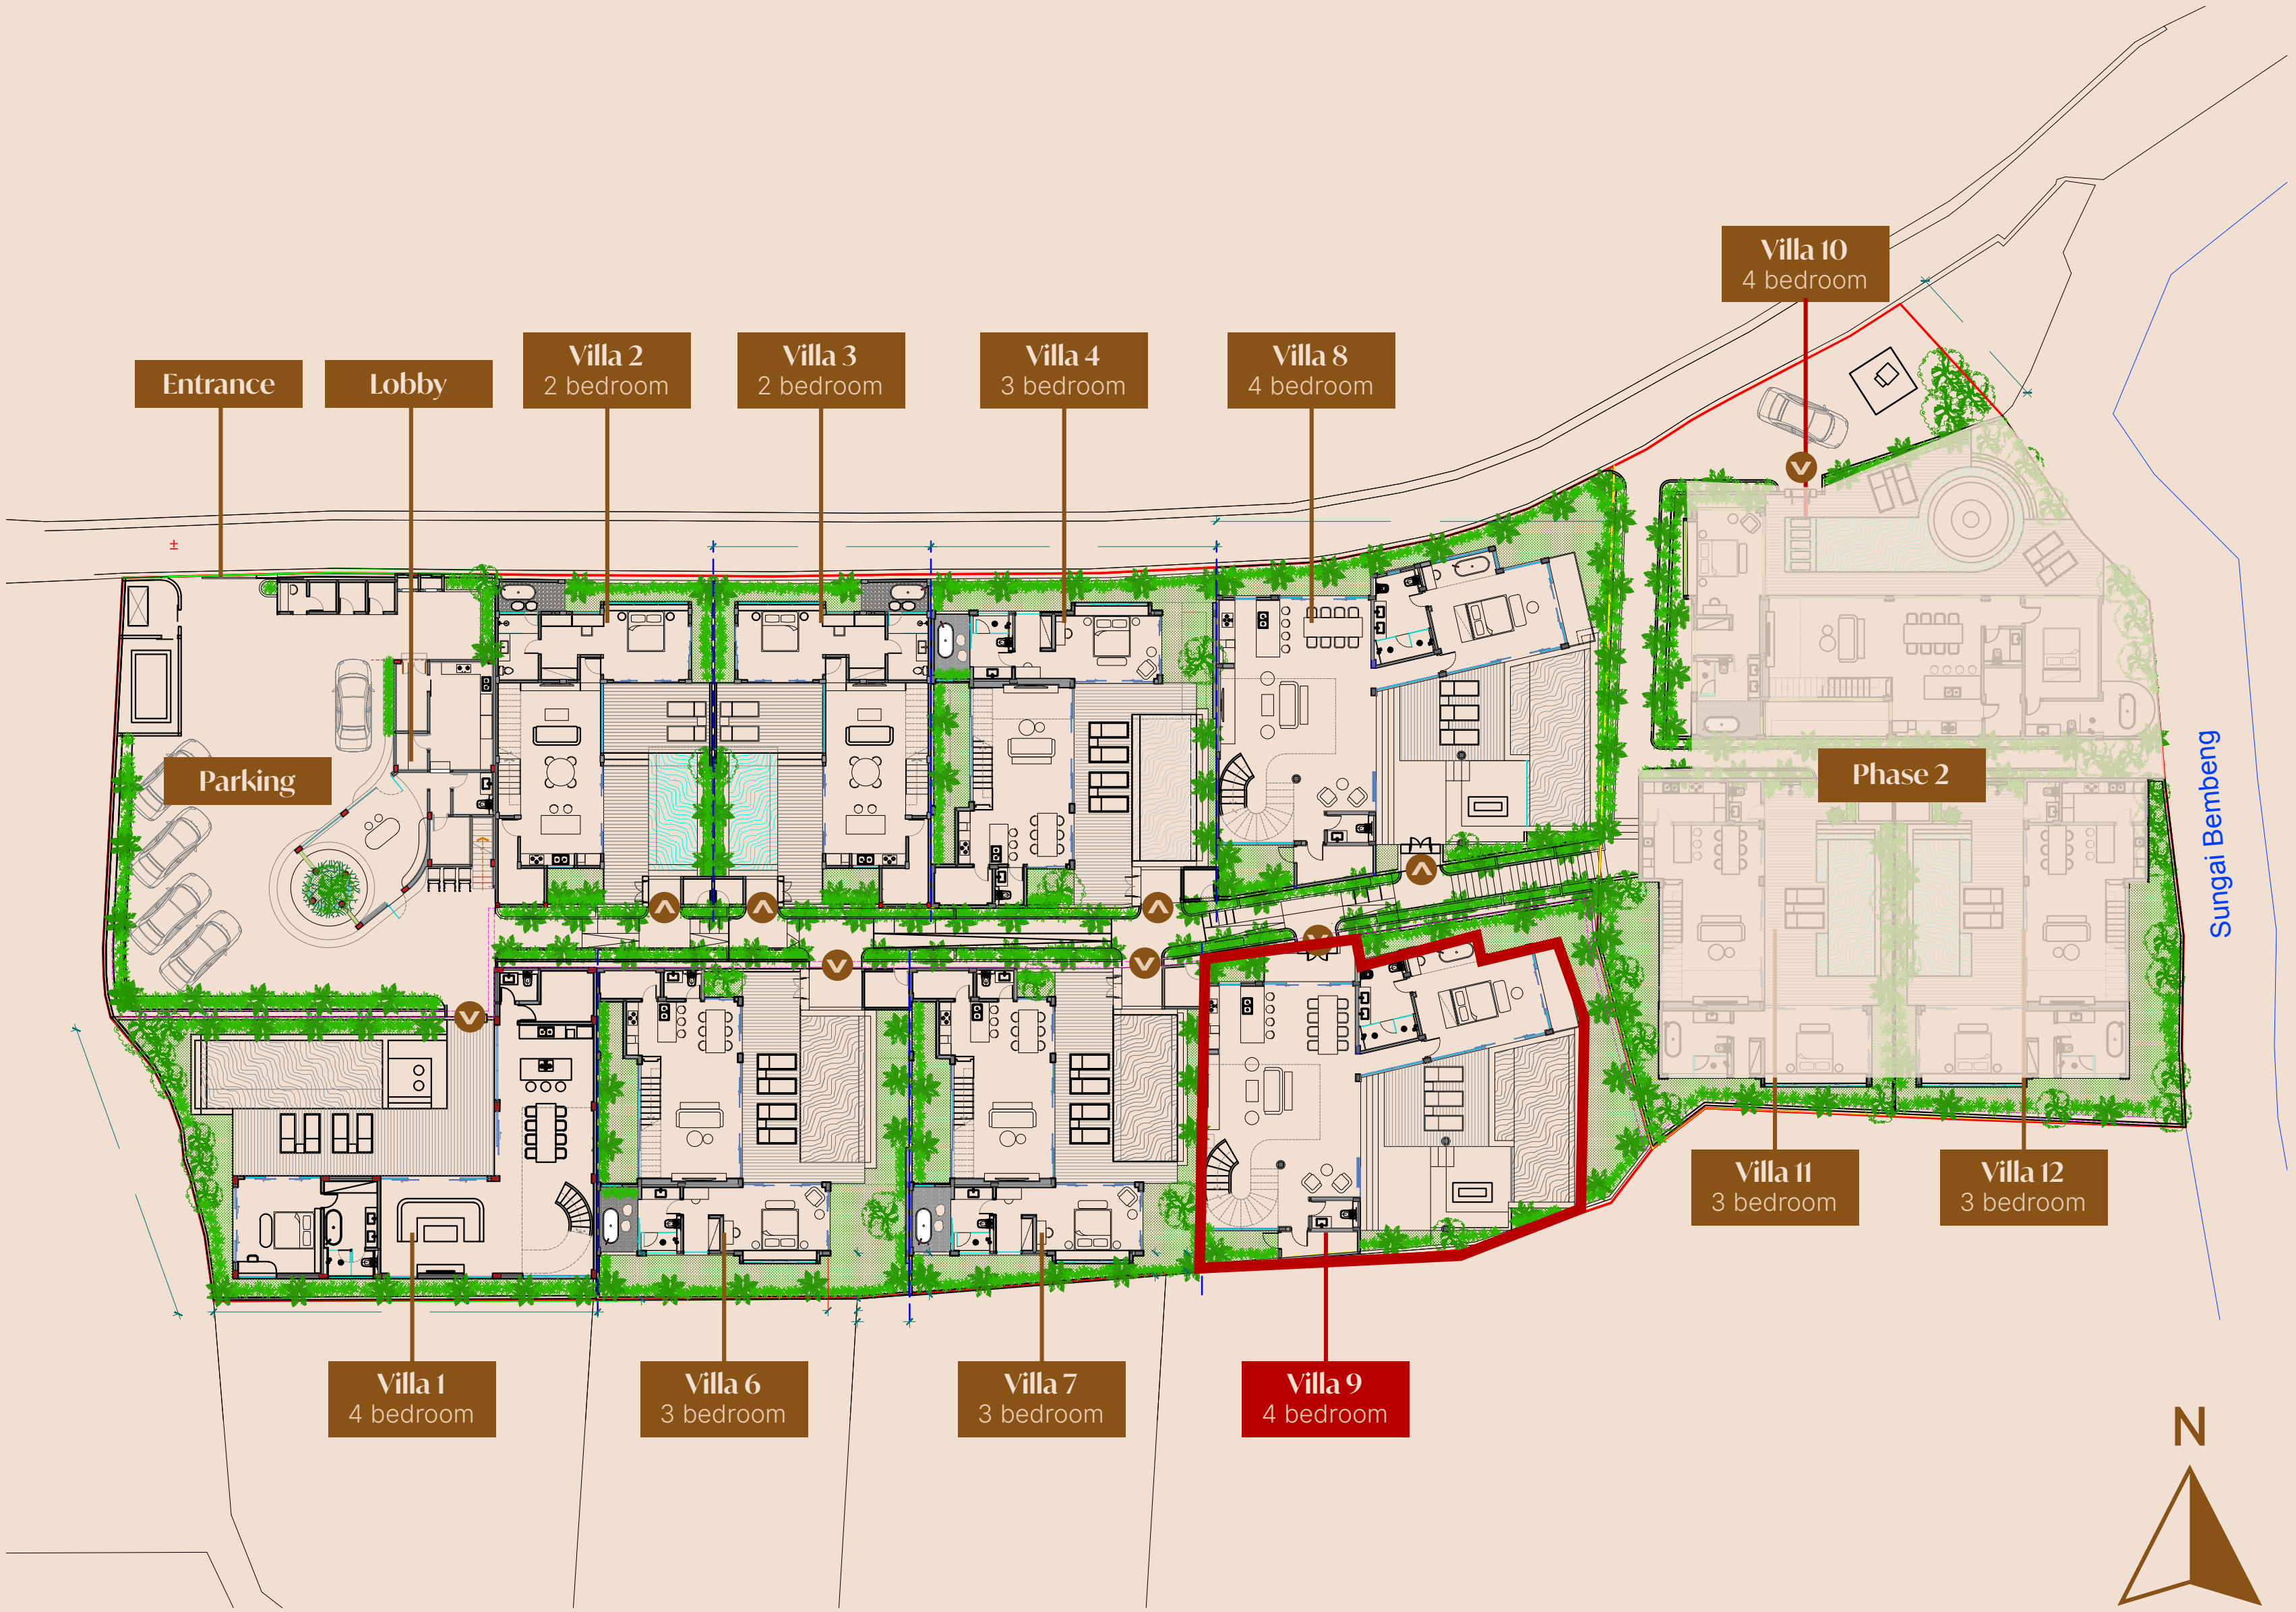 Villa 10
4 bedroom
Villa 2
2 bedroom
Villa 3
2 bedroom
Villa 4
3 bedroom
Villa 8
4 bedroom
Entrance
Lobby
±
Parking
Phase 2
Sungai Bembeng
Villa 11
3 bedroom
Villa 12
3 bedroom
Villa 1
4 bedroom
Villa 6
3 bedroom
Villa 7
3 bedroom
Villa 9
4 bedroom
N